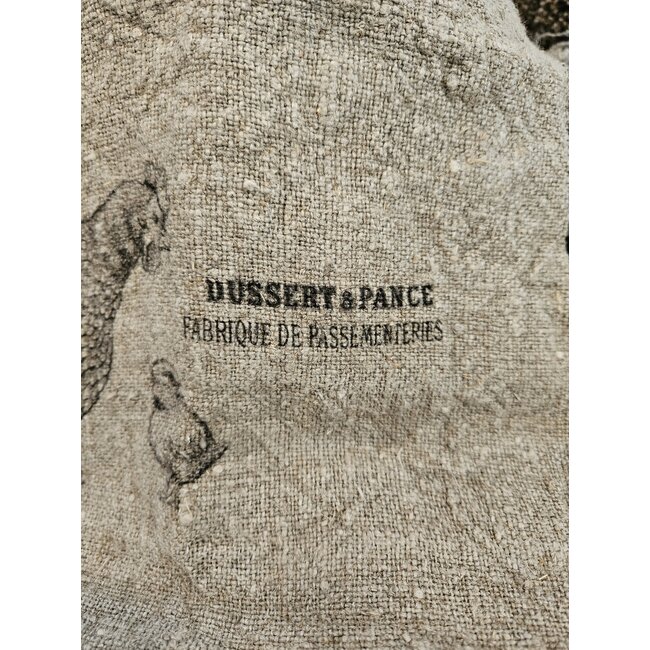 DUSSERT & PANCE
FABRIQUE DE PASSEMENTERIES